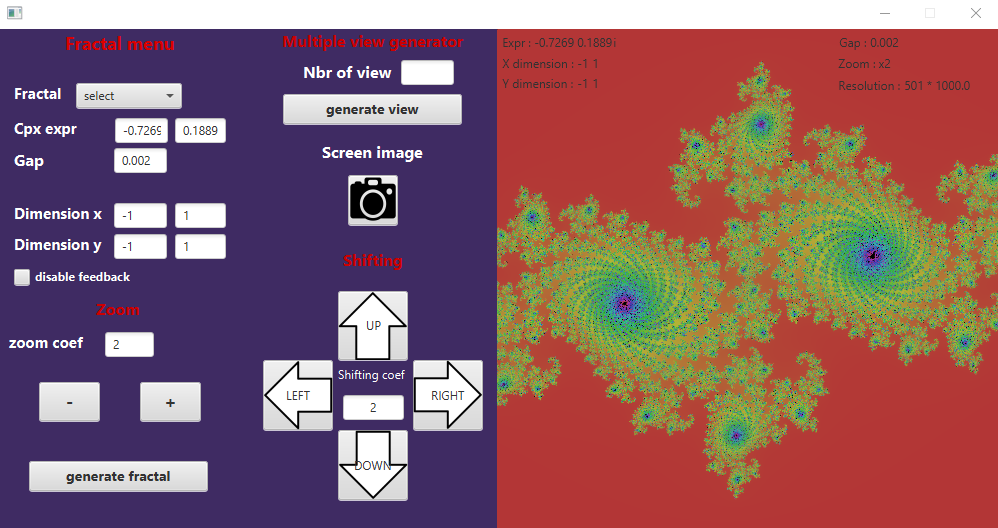 Fractal menu
Fractal select
Cpx expr -0.7269 0.1889
Gap 0.002
Dimension x -1 1
Dimension y -1 1
disable feedback
Zoom
zoom coef 2
- +
generate fractal
Multiple view generator
Nbr of view
generate view
Screen image
Shifting
UP
Shifting coef
LEFT 2 RIGHT
DOWN
Expr : -0.7269 0.1889i
X dimension : -1 1
Y dimension : -1 1
Gap : 0.002
Zoom : x2
Resolution : 501 * 1000.0